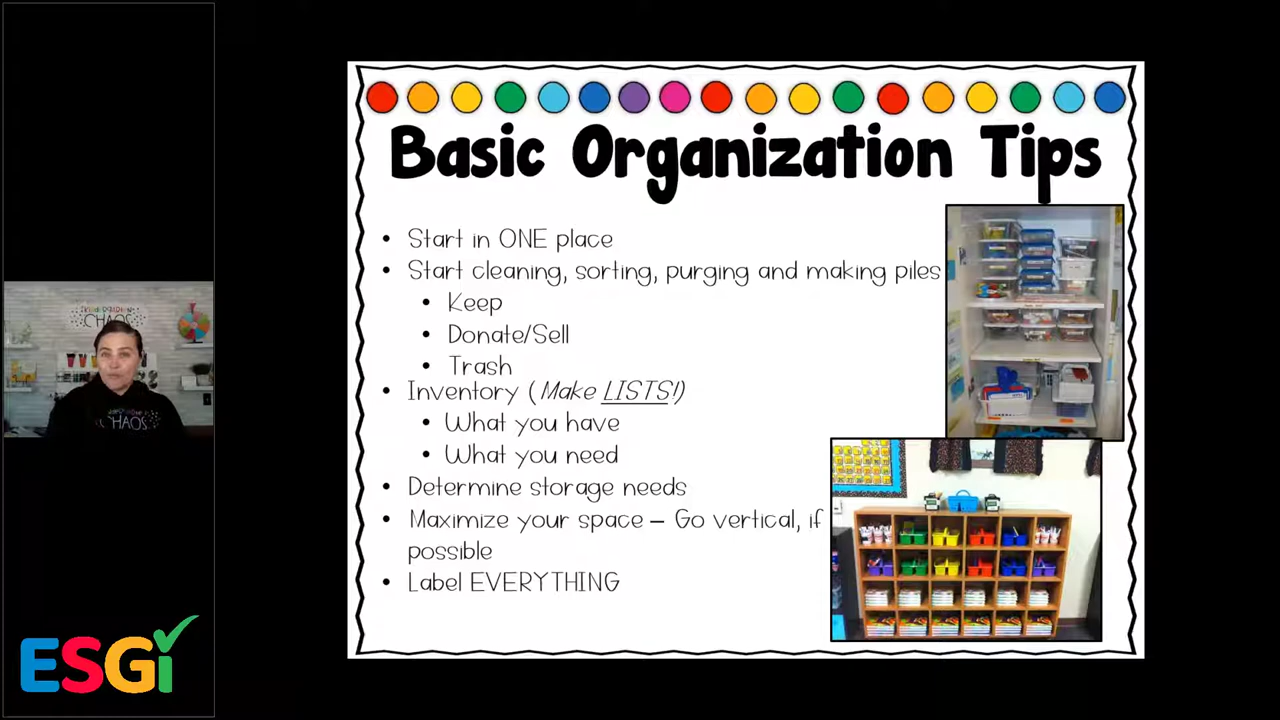 Basic Organization Tips
• Start in ONE place
• Start cleaning, sorting, purging and making piles
• Keep
• Donate/Sell
• Trash
• Inventory (Make LISTS!)
• What you have
• What you need
• Determine storage needs
• Maximize your space – Go vertical, if
possible
• Label EVERYTHING
CHAOS
CHAOS
ESGi